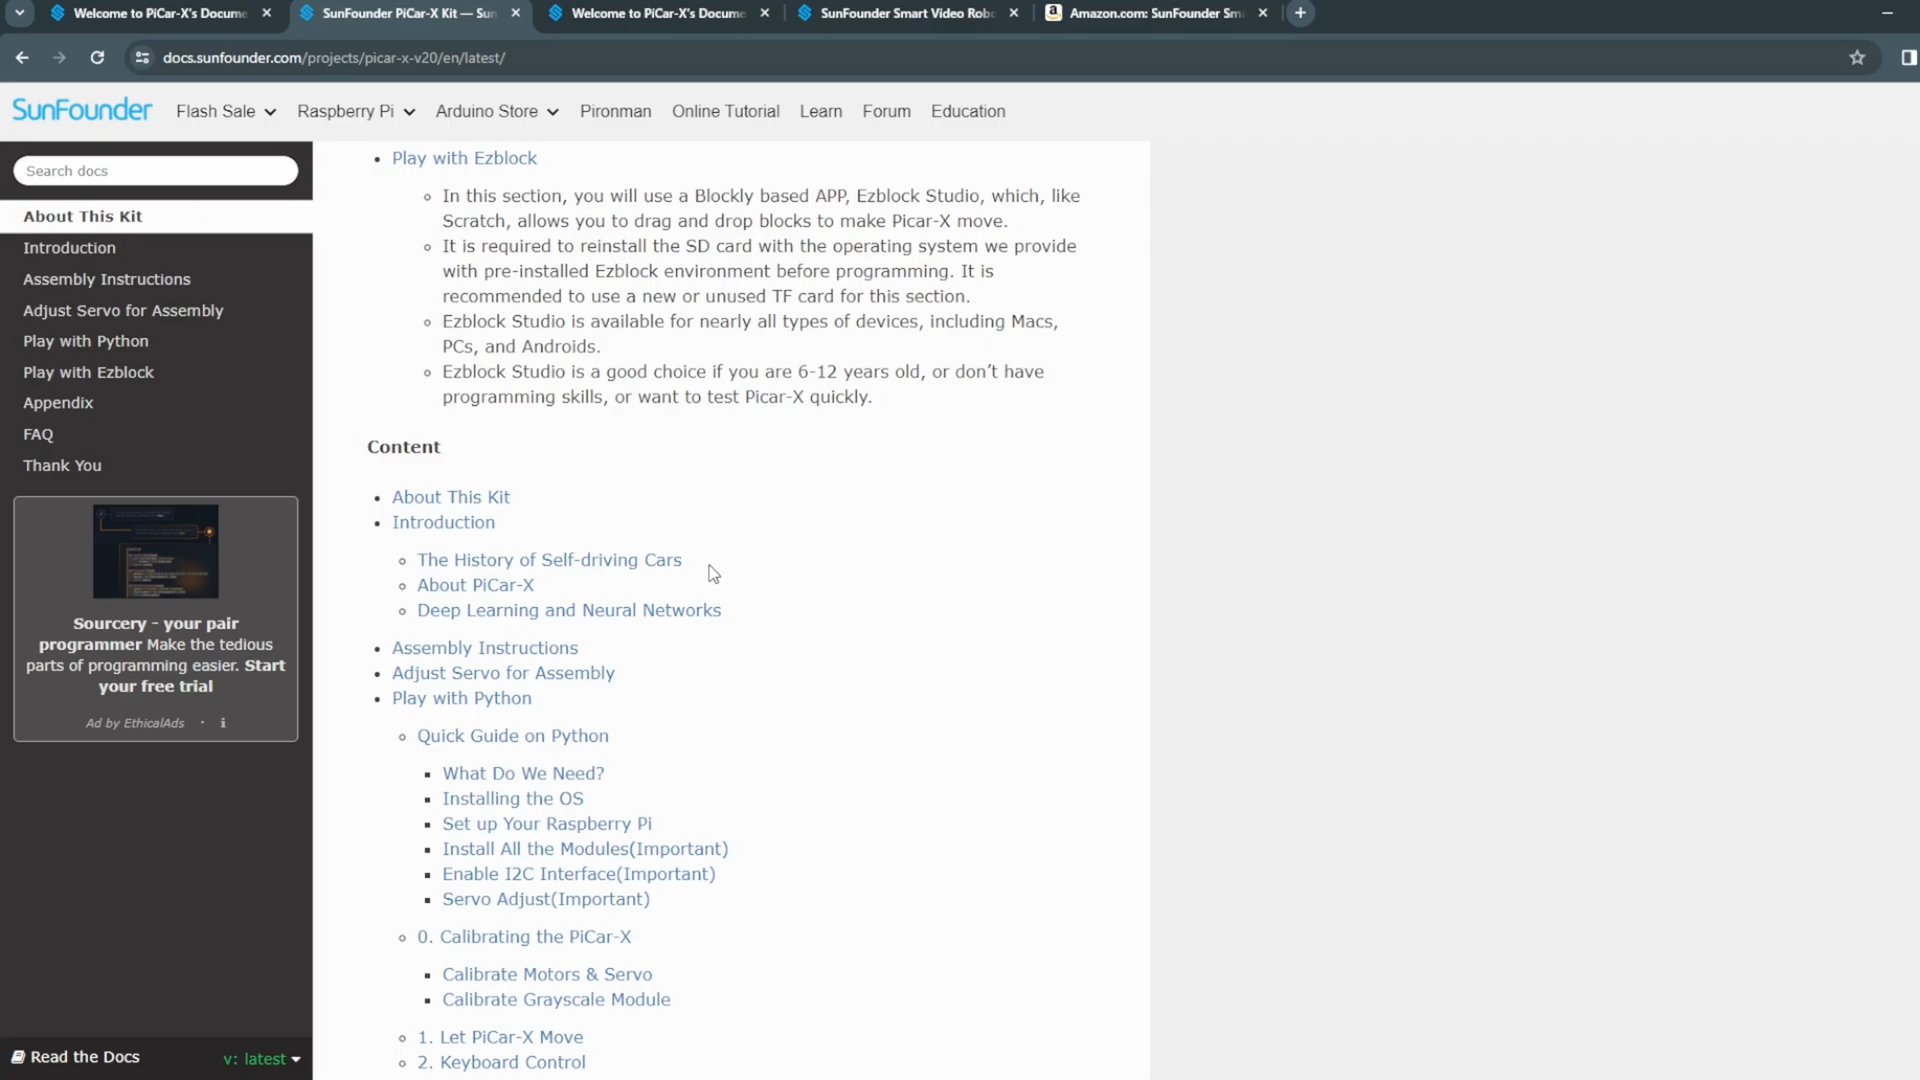 Welcome to PiCar-X's Docume
SunFounder PiCar-X Kit — Sun
Welcome to PiCar-X's Docume
SunFounder Smart Video Robo
Amazon.com: SunFounder Sm
docs.sunfounder.com/projects/picar-x-v20/en/latest/
SunFounder
Flash Sale
Raspberry Pi
Arduino Store
Pironman
Online Tutorial
Learn
Forum
Education
Search docs
About This Kit
Introduction
Assembly Instructions
Adjust Servo for Assembly
Play with Python
Play with Ezblock
Appendix
FAQ
Thank You
Sourcery - your pair
programmer Make the tedious
parts of programming easier. Start
your free trial
Ad by EthicalAds · i
Read the Docs
v: latest
Play with Ezblock
In this section, you will use a Blockly based APP, Ezblock Studio, which, like
Scratch, allows you to drag and drop blocks to make Picar-X move.
It is required to reinstall the SD card with the operating system we provide
with pre-installed Ezblock environment before programming. It is
recommended to use a new or unused TF card for this section.
Ezblock Studio is available for nearly all types of devices, including Macs,
PCs, and Androids.
Ezblock Studio is a good choice if you are 6-12 years old, or don’t have
programming skills, or want to test Picar-X quickly.
Content
About This Kit
Introduction
The History of Self-driving Cars
About PiCar-X
Deep Learning and Neural Networks
Assembly Instructions
Adjust Servo for Assembly
Play with Python
Quick Guide on Python
What Do We Need?
Installing the OS
Set up Your Raspberry Pi
Install All the Modules(Important)
Enable I2C Interface(Important)
Servo Adjust(Important)
0. Calibrating the PiCar-X
Calibrate Motors & Servo
Calibrate Grayscale Module
1. Let PiCar-X Move
2. Keyboard Control